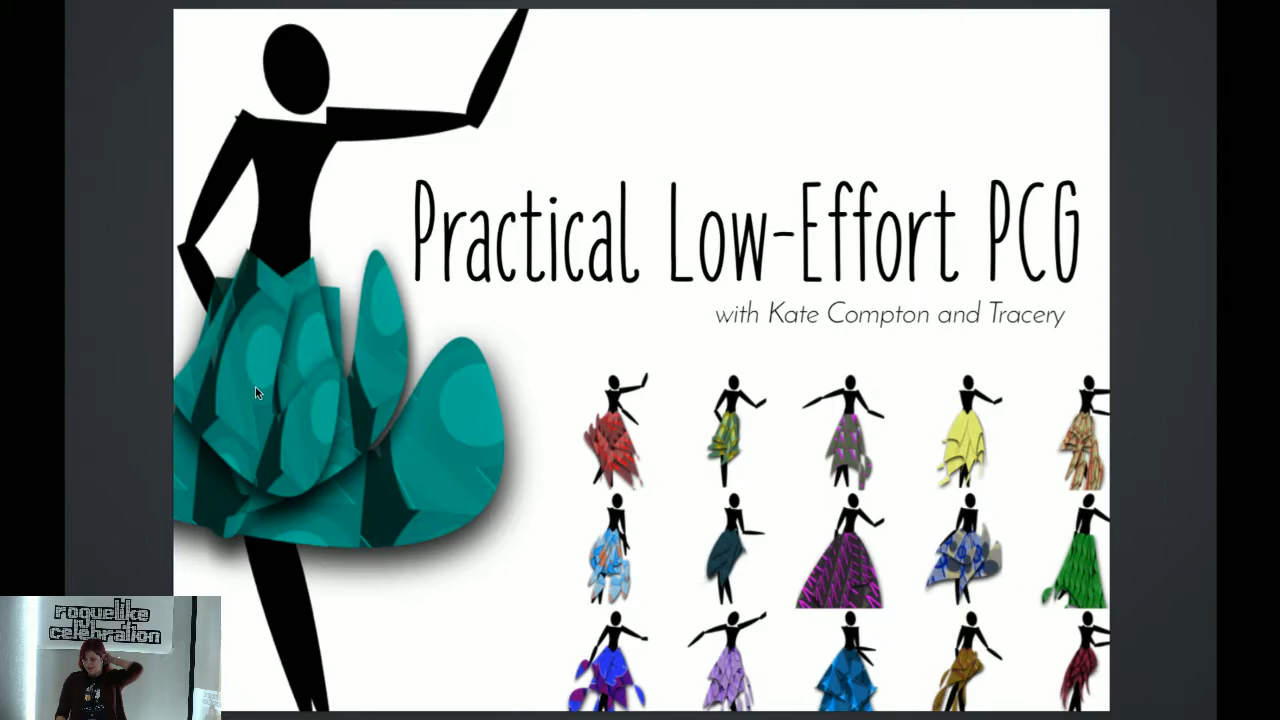 Practical Low-Effort PCG
with Kate Compton and Tracery
roguelike
celebration